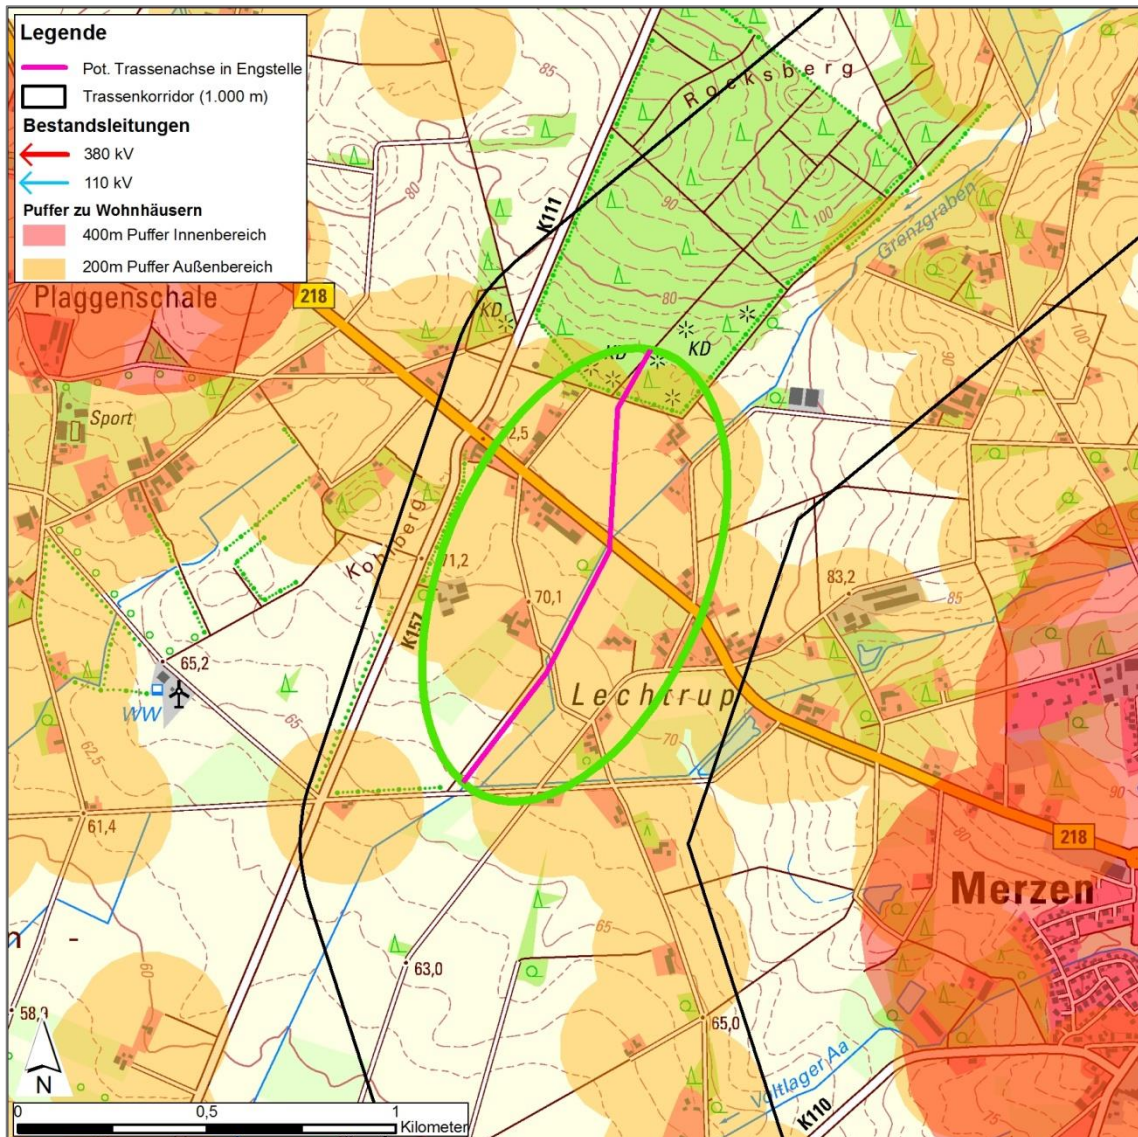 Legende
Pot. Trassenachse in Engstelle
Trassenkorridor (1.000 m)
Bestandsleitungen
380 kV
110 kV
Puffer zu Wohnhäusern
400m Puffer Innenbereich
200m Puffer Außenbereich
85
80
90
100
80
Rocksberg
K111
Grenzgraben
Plaggenschale
218
KD
KD
KD
Sport
2,5
100
90
Kohlberg
71,2
K157
70,1
83,2
85
65,2
WW
65
Lechtrup
70
62,5
61,4
90
80
218
Merzen
n -
60
63,0
65
65,0
58,9
Voltlager Aa
K110
75
N
0
0,5
1
Kilometer